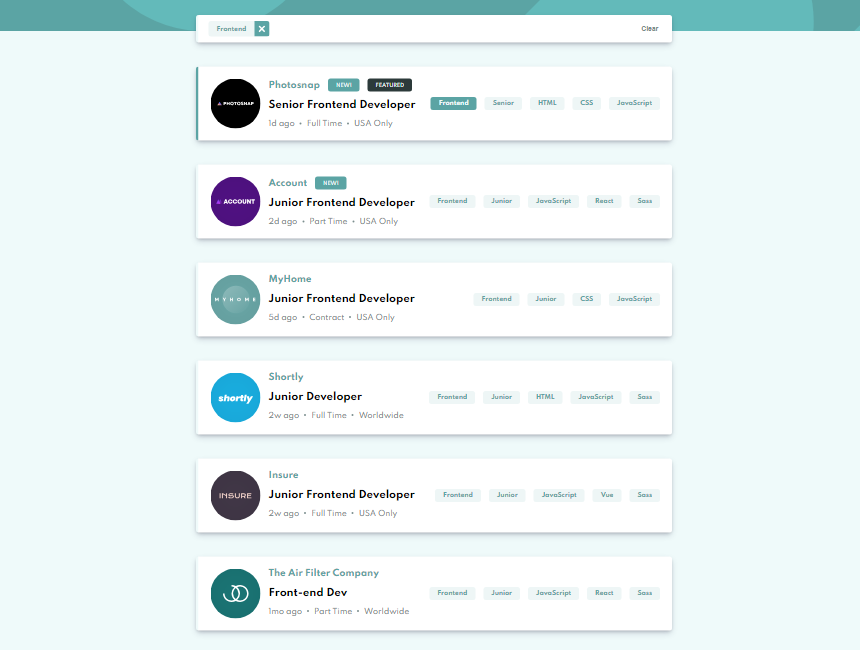 Frontend
Clear
PHOTOSNAP
Photosnap NEW! FEATURED
Senior Frontend Developer
1d ago • Full Time • USA Only
Frontend Senior HTML CSS JavaScript
ACCOUNT
Account NEW!
Junior Frontend Developer
2d ago • Part Time • USA Only
Frontend Junior JavaScript React Sass
MYHOME
MyHome
Junior Frontend Developer
5d ago • Contract • USA Only
Frontend Junior CSS JavaScript
shortly
Shortly
Junior Developer
2w ago • Full Time • Worldwide
Frontend Junior HTML JavaScript Sass
INSURE
Insure
Junior Frontend Developer
2w ago • Full Time • USA Only
Frontend Junior JavaScript Vue Sass
The Air Filter Company
Front-end Dev
1mo ago • Part Time • Worldwide
Frontend Junior JavaScript React Sass